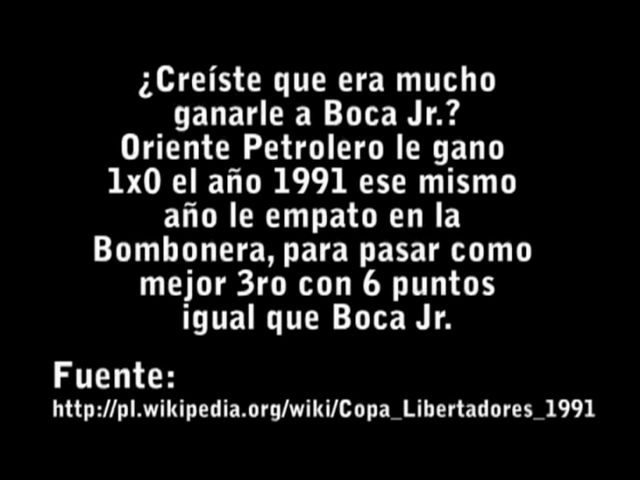 ¿Creíste que era mucho
ganarle a Boca Jr.?
Oriente Petrolero le gano
1x0 el año 1991 ese mismo
año le empato en la
Bombonera, para pasar como
mejor 3ro con 6 puntos
igual que Boca Jr.
Fuente:
http://pl.wikipedia.org/wiki/Copa_Libertadores_1991